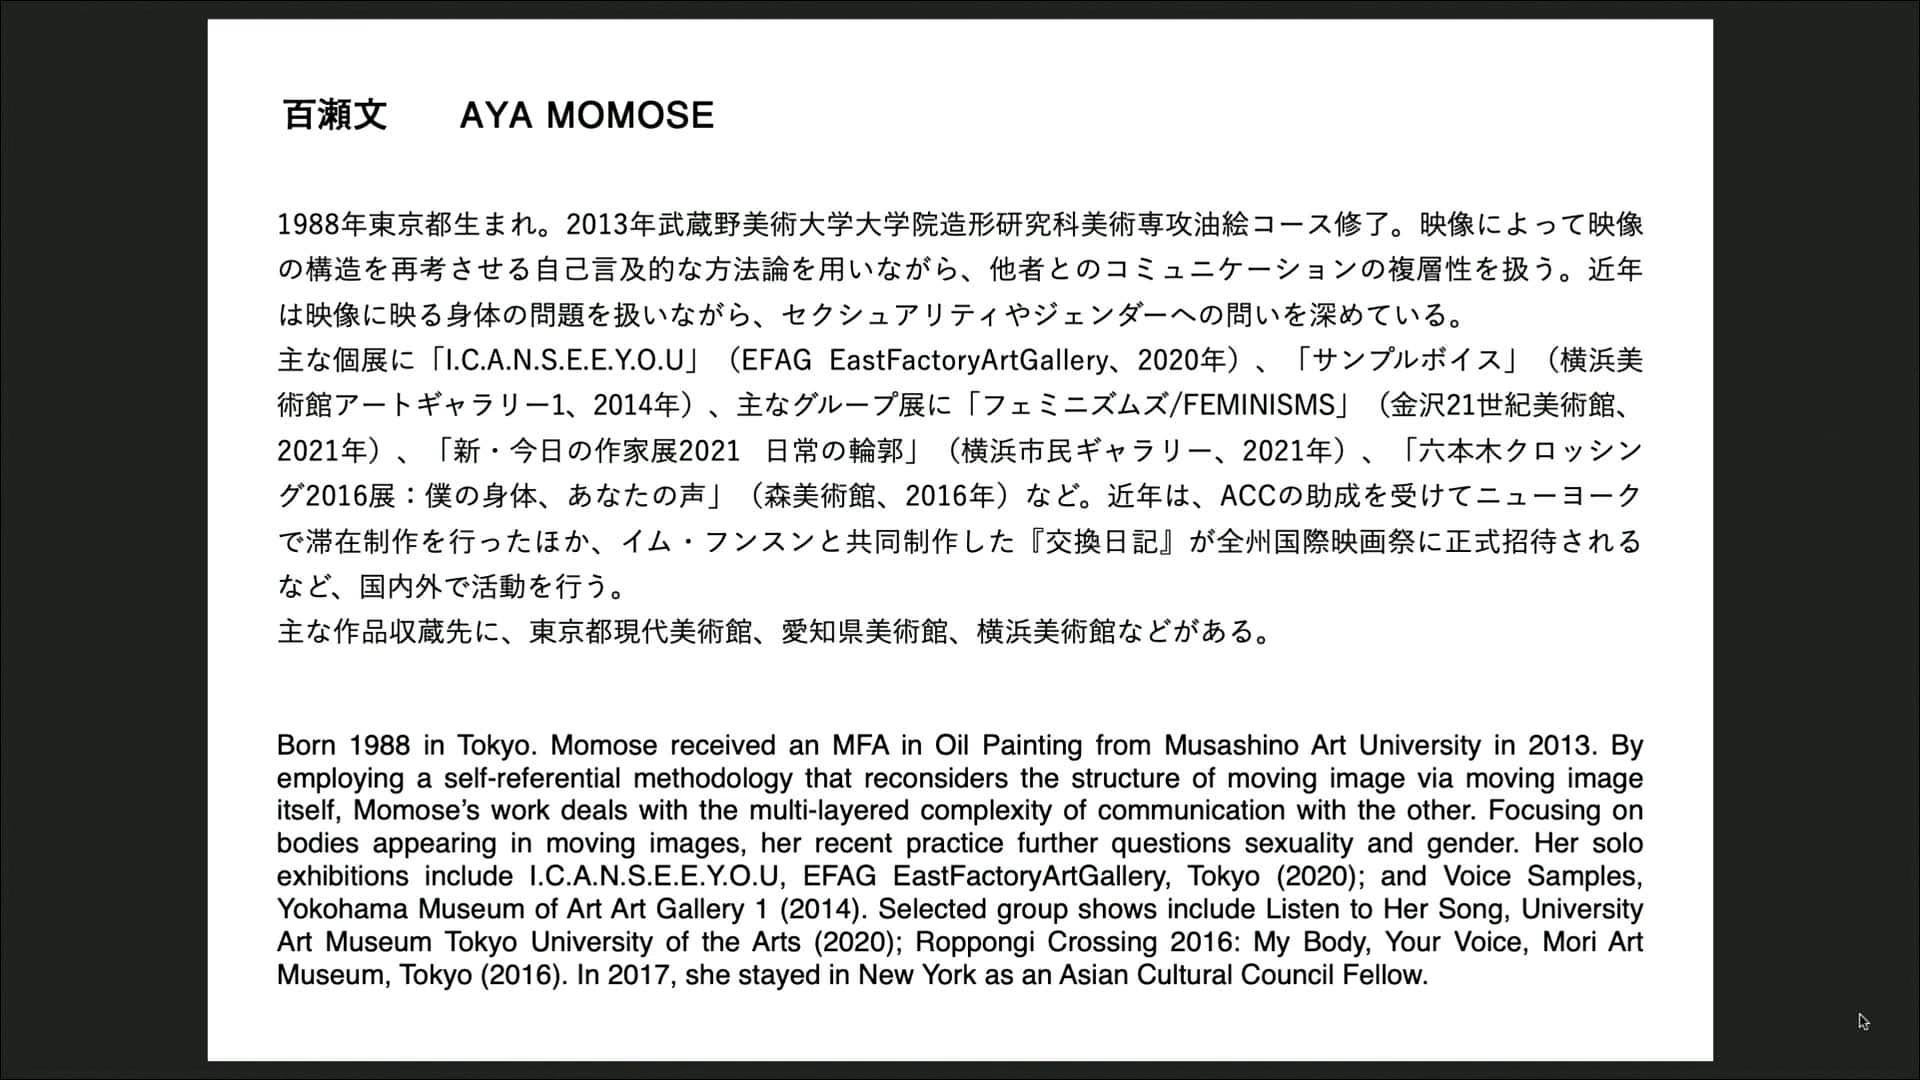 百瀬文　　AYA MOMOSE
1988年東京都生まれ。2013年武蔵野美術大学大学院造形研究科美術専攻油絵コース修了。映像によって映像
の構造を再考させる自己言及的な方法論を用いながら、他者とのコミュニケーションの複層性を扱う。近年
は映像に映る身体の問題を扱いながら、セクシュアリティやジェンダーへの問いを深めている。
主な個展に「I.C.A.N.S.E.E.Y.O.U」（EFAG EastFactoryArtGallery、2020年）、「サンプルボイス」（横浜美
術館アートギャラリー1、2014年）、主なグループ展に「フェミニズムズ/FEMINISMS」（金沢21世紀美術館、
2021年）、「新・今日の作家展2021　日常の輪郭」（横浜市民ギャラリー、2021年）、「六本木クロッシン
グ2016展：僕の身体、あなたの声」（森美術館、2016年）など。近年は、ACCの助成を受けてニューヨーク
で滞在制作を行ったほか、イム・フンスンと共同制作した『交換日記』が全州国際映画祭に正式招待される
など、国内外で活動を行う。
主な作品収蔵先に、東京都現代美術館、愛知県美術館、横浜美術館などがある。
Born 1988 in Tokyo. Momose received an MFA in Oil Painting from Musashino Art University in 2013. By
employing a self-referential methodology that reconsiders the structure of moving image via moving image
itself, Momose’s work deals with the multi-layered complexity of communication with the other. Focusing on
bodies appearing in moving images, her recent practice further questions sexuality and gender. Her solo
exhibitions include I.C.A.N.S.E.E.Y.O.U, EFAG EastFactoryArtGallery, Tokyo (2020); and Voice Samples,
Yokohama Museum of Art Art Gallery 1 (2014). Selected group shows include Listen to Her Song, University
Art Museum Tokyo University of the Arts (2020); Roppongi Crossing 2016: My Body, Your Voice, Mori Art
Museum, Tokyo (2016). In 2017, she stayed in New York as an Asian Cultural Council Fellow.